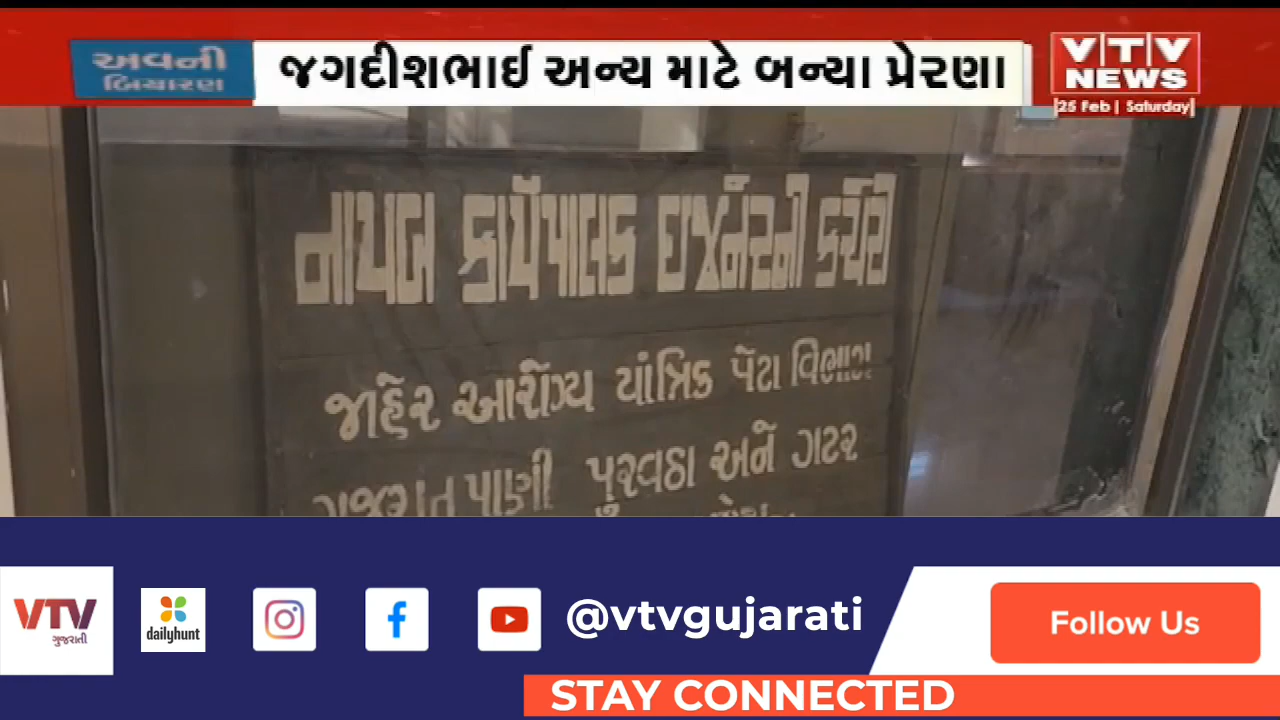 અવની
બિચારણ
જગદીશભાઈ અન્ય માટે બન્યા પ્રેરણા
VTV
NEWS
25 Feb | Saturday
નાયબ કાર્યપાલક ઇજનેરની કચેરી
જાહેર આરોગ્ય યાંત્રિક પેટા વિભાગ
ગુજરાત પાણી પુરવઠા અને ગટર
VTV
ગુજરાતી
dailyhunt
@vtvgujarati
Follow Us
STAY CONNECTED